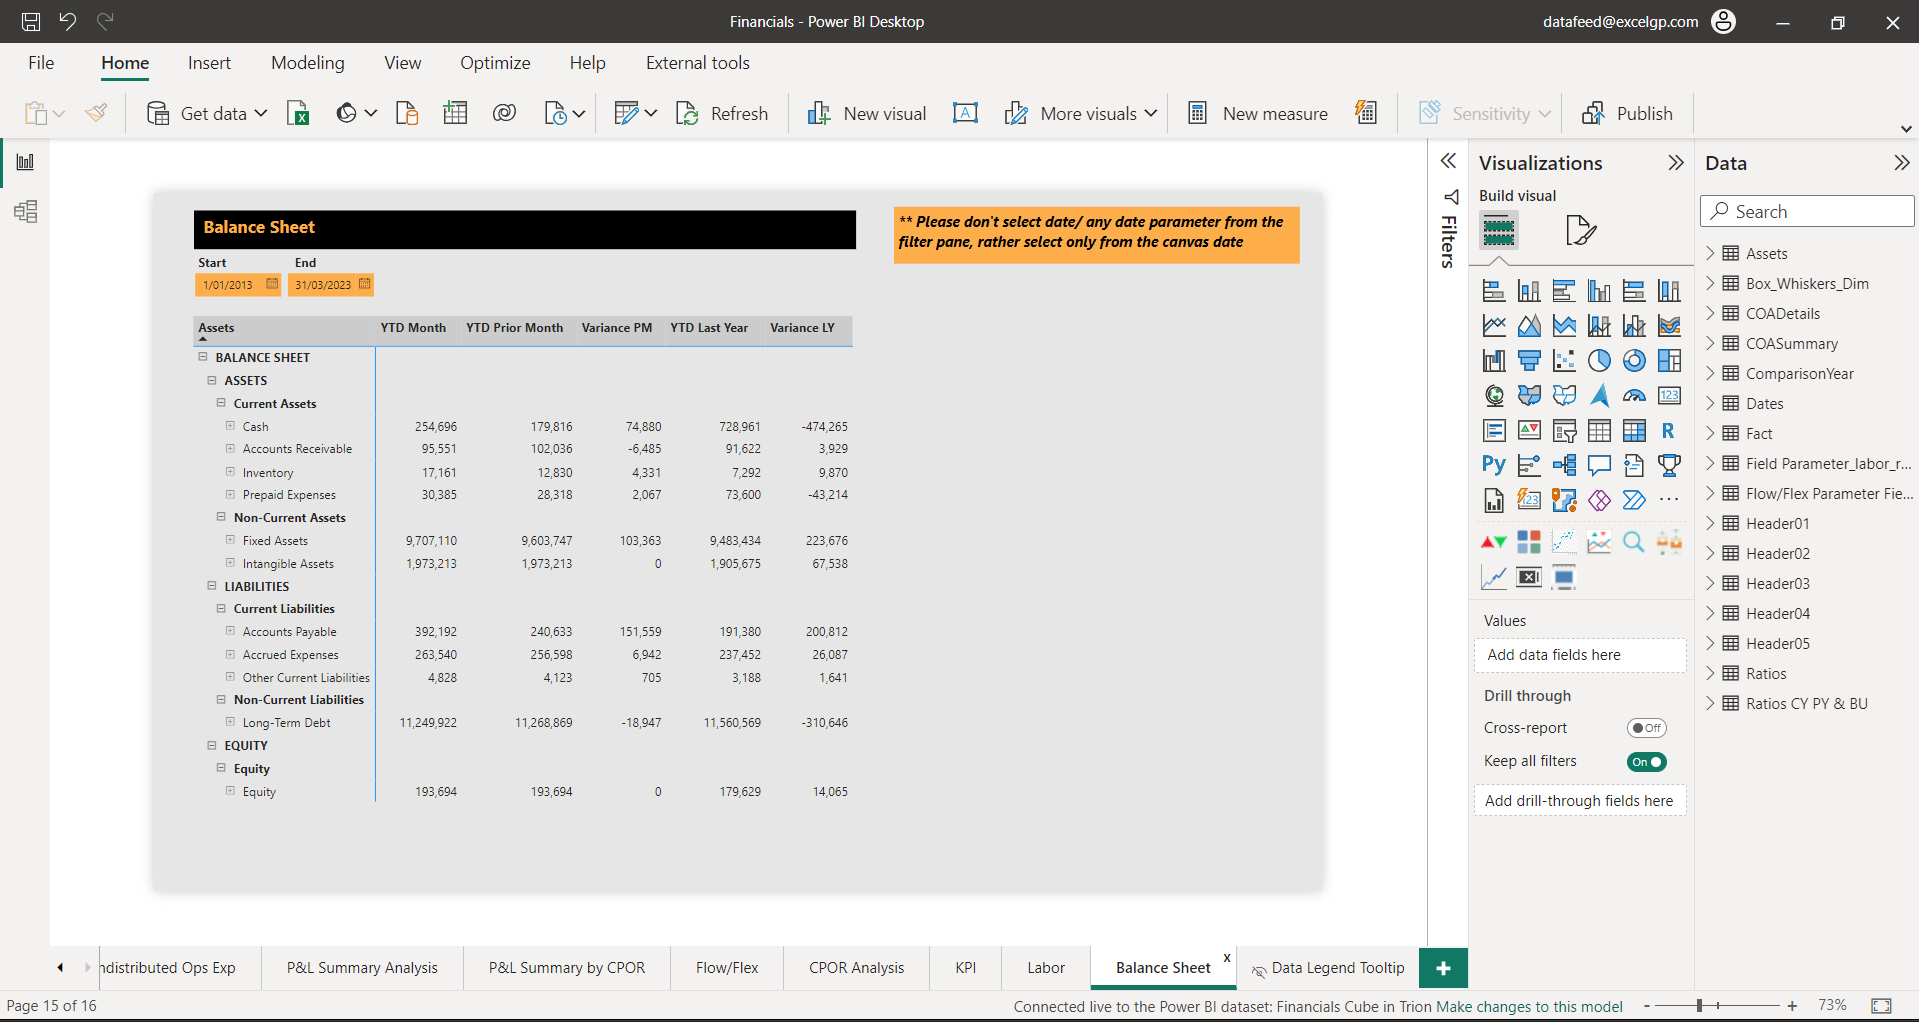 Financials - Power BI Desktop
datafeed@excelgp.com
File Home Insert Modeling View Optimize Help External tools
Get data Refresh New visual More visuals New measure Sensitivity Publish
Balance Sheet
** Please don't select date/ any date parameter from the
filter pane, rather select only from the canvas date
Start End
1/01/2013 31/03/2023
Assets YTD Month YTD Prior Month Variance PM YTD Last Year Variance LY
BALANCE SHEET
ASSETS
Current Assets
Cash 254,696 179,816 74,880 728,961 -474,265
Accounts Receivable 95,551 102,036 -6,485 91,622 3,929
Inventory 17,161 12,830 4,331 7,292 9,870
Prepaid Expenses 30,385 28,318 2,067 73,600 -43,214
Non-Current Assets
Fixed Assets 9,707,110 9,603,747 103,363 9,483,434 223,676
Intangible Assets 1,973,213 1,973,213 0 1,905,675 67,538
LIABILITIES
Current Liabilities
Accounts Payable 392,192 240,633 151,559 191,380 200,812
Accrued Expenses 263,540 256,598 6,942 237,452 26,087
Other Current Liabilities 4,828 4,123 705 3,188 1,641
Non-Current Liabilities
Long-Term Debt 11,249,922 11,268,869 -18,947 11,560,569 -310,646
EQUITY
Equity
Equity 193,694 193,694 0 179,629 14,065
Filters
Visualizations
Build visual
123
R
Py
123
Values
Add data fields here
Drill through
Cross-report Off
Keep all filters On
Add drill-through fields here
Data
Search
Assets
Box_Whiskers_Dim
COADetails
COASummary
ComparisonYear
Dates
Fact
Field Parameter_labor_r...
Flow/Flex Parameter Fie...
Header01
Header02
Header03
Header04
Header05
Ratios
Ratios CY PY & BU
ndistributed Ops Exp P&L Summary Analysis P&L Summary by CPOR Flow/Flex CPOR Analysis KPI Labor Balance Sheet x Data Legend Tooltip +
Page 15 of 16
Connected live to the Power BI dataset: Financials Cube in Trion Make changes to this model
- + 73%